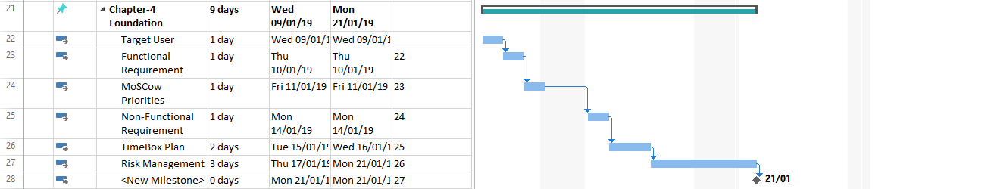 21 Chapter-4 9 days Wed Mon
Foundation 09/01/19 21/01/19
22 Target User 1 day Wed 09/01/1 Wed 09/01/1
23 Functional 1 day Thu Thu 22
Requirement 10/01/19 10/01/19
24 MoSCow 1 day Fri 11/01/19 Fri 11/01/19 23
Priorities
25 Non-Functional 1 day Mon Mon 24
Requirement 14/01/19 14/01/19
26 TimeBox Plan 2 days Tue 15/01/19 Wed 16/01/1 25
27 Risk Management 3 days Thu 17/01/19 Mon 21/01/1 26
28 <New Milestone> 0 days Mon 21/01/1 Mon 21/01/1 27 21/01